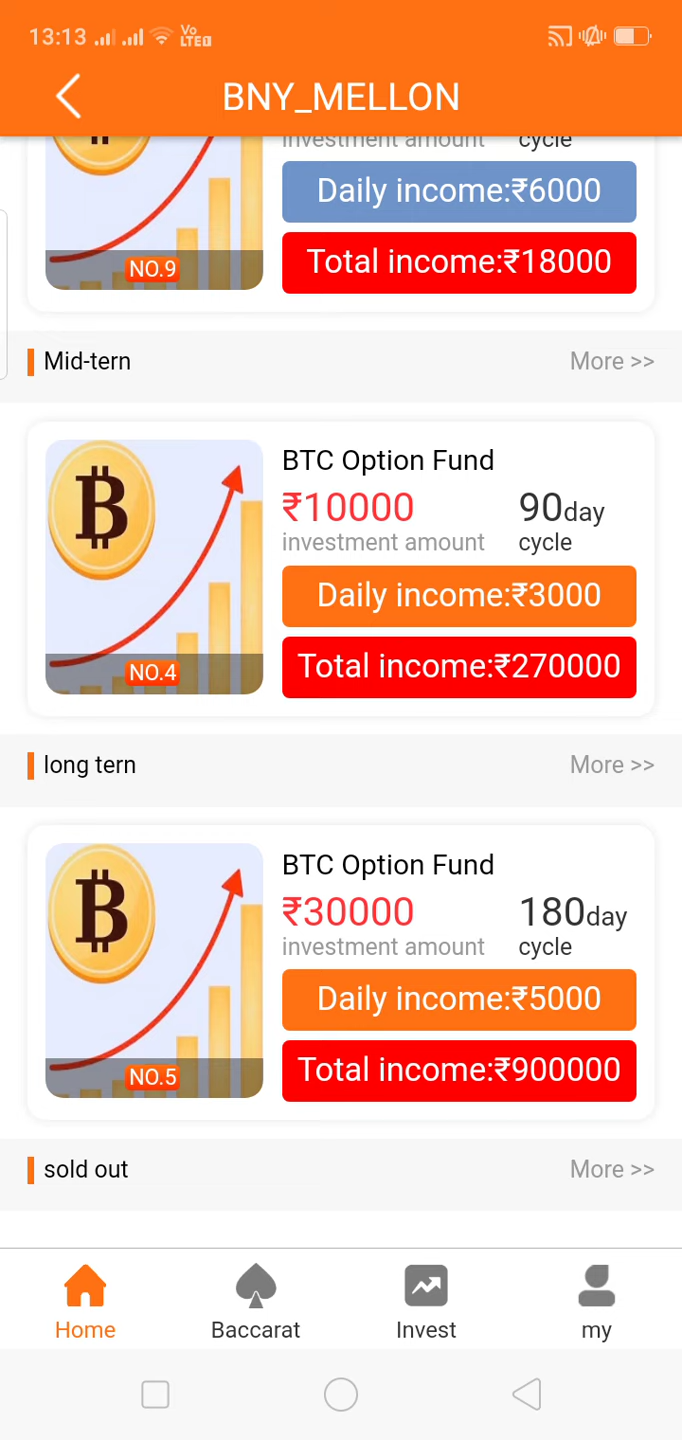 13:13 Vo LTE1
BNY_MELLON
investment amount cycle
Daily income:₹6000
Total income:₹18000
NO.9
Mid-tern More >>
BTC Option Fund
₹10000 90day
investment amount cycle
Daily income:₹3000
Total income:₹270000
NO.4
long tern More >>
BTC Option Fund
₹30000 180day
investment amount cycle
Daily income:₹5000
Total income:₹900000
NO.5
sold out More >>
Home Baccarat Invest my